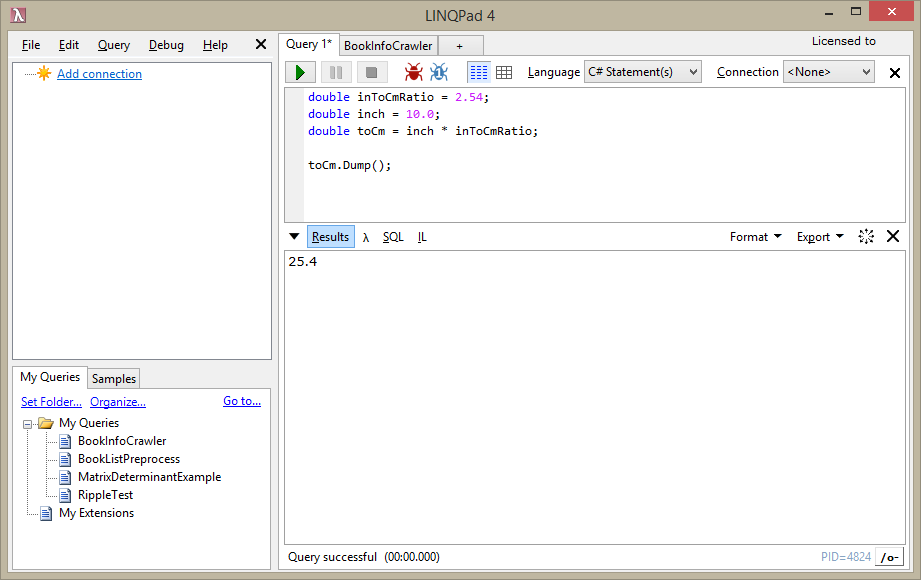 LINQPad 4
File Edit Query Debug Help
Add connection
My Queries Samples
Set Folder... Organize... Go to...
My Queries
BookInfoCrawler
BookListPreprocess
MatrixDeterminantExample
RippleTest
My Extensions
Query 1* BookInfoCrawler + Licensed to
Language C# Statement(s) Connection <None>
double inToCmRatio = 2.54;
double inch = 10.0;
double toCm = inch * inToCmRatio;
toCm.Dump();
Results λ SQL IL Format Export
25.4
Query successful (00:00.000) PID=4824 /o-